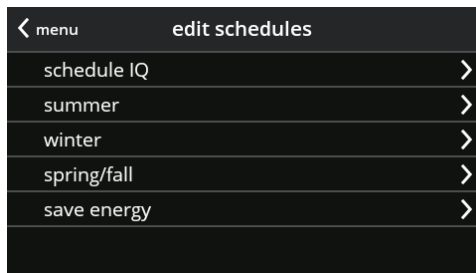 menu edit schedules
schedule IQ
summer
winter
spring/fall
save energy